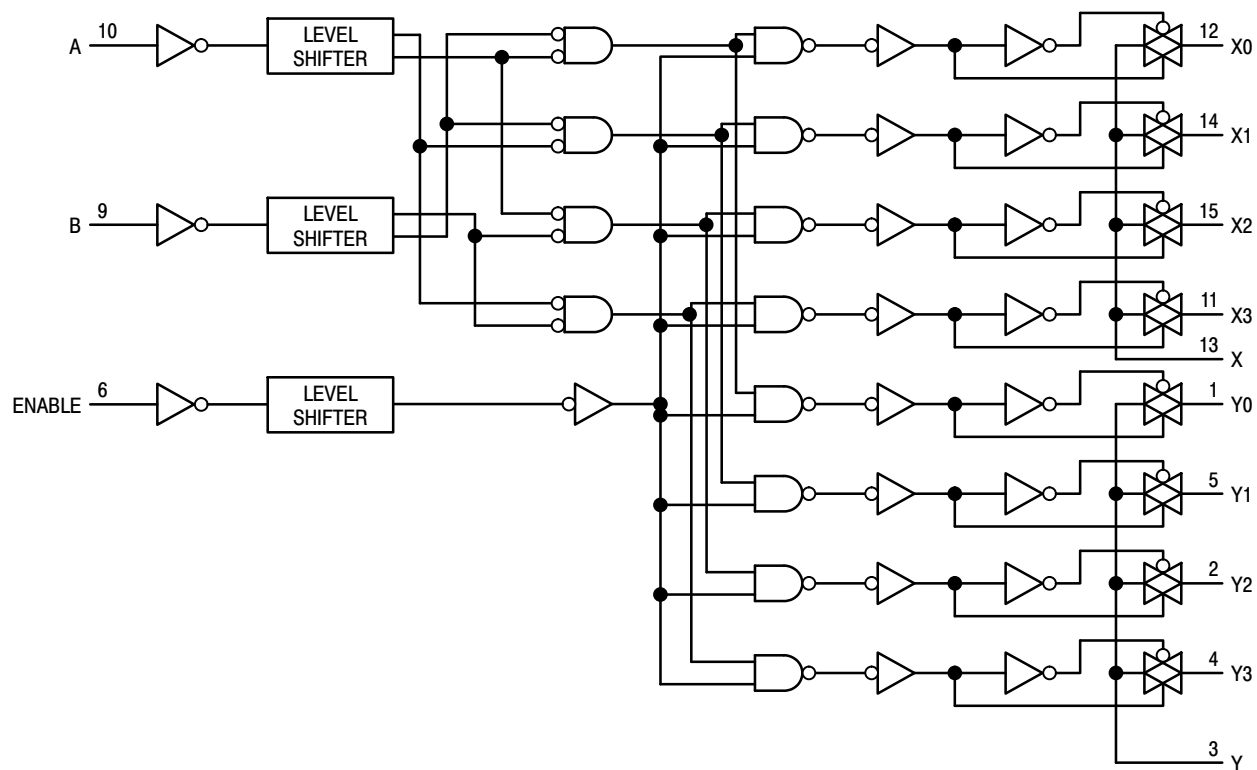 A 10 LEVEL SHIFTER 12 X0
14 X1
B 9 LEVEL SHIFTER 15 X2
11 X3
13 X
ENABLE 6 LEVEL SHIFTER 1 Y0
5 Y1
2 Y2
4 Y3
3 Y